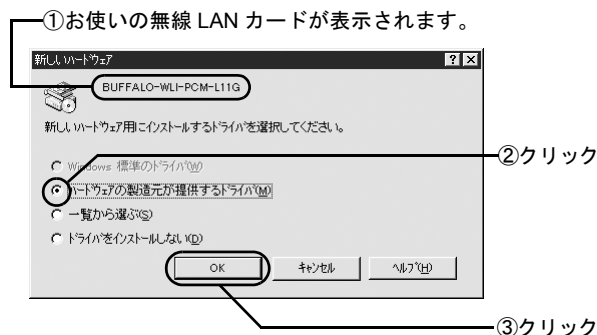 ①お使いの無線 LAN カードが表示されます。
新しいハードウェア
BUFFALO-WLI-PCM-L11G
新しいハードウェア用にインストールするドライバを選択してください。
Windows 標準のドライバ(W)
②クリック
ハードウェアの製造元が提供するドライバ(M)
一覧から選ぶ(S)
ドライバをインストールしない(D)
OK
キャンセル
ヘルプ(H)
③クリック